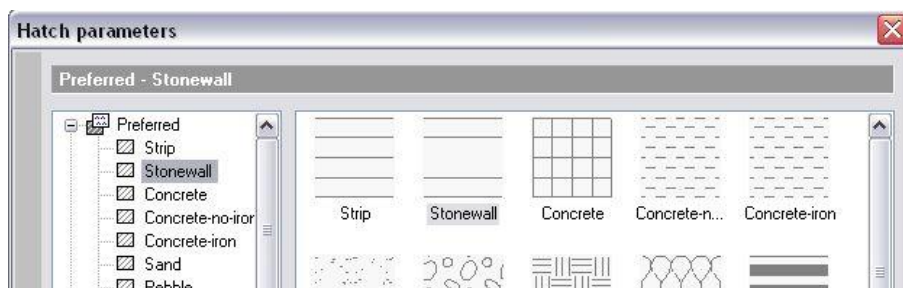 Hatch parameters
Preferred - Stonewall
Preferred
Strip
Stonewall
Concrete
Concrete-no-iror
Concrete-iron
Sand
Pebble
Strip
Stonewall
Concrete
Concrete-n...
Concrete-iron